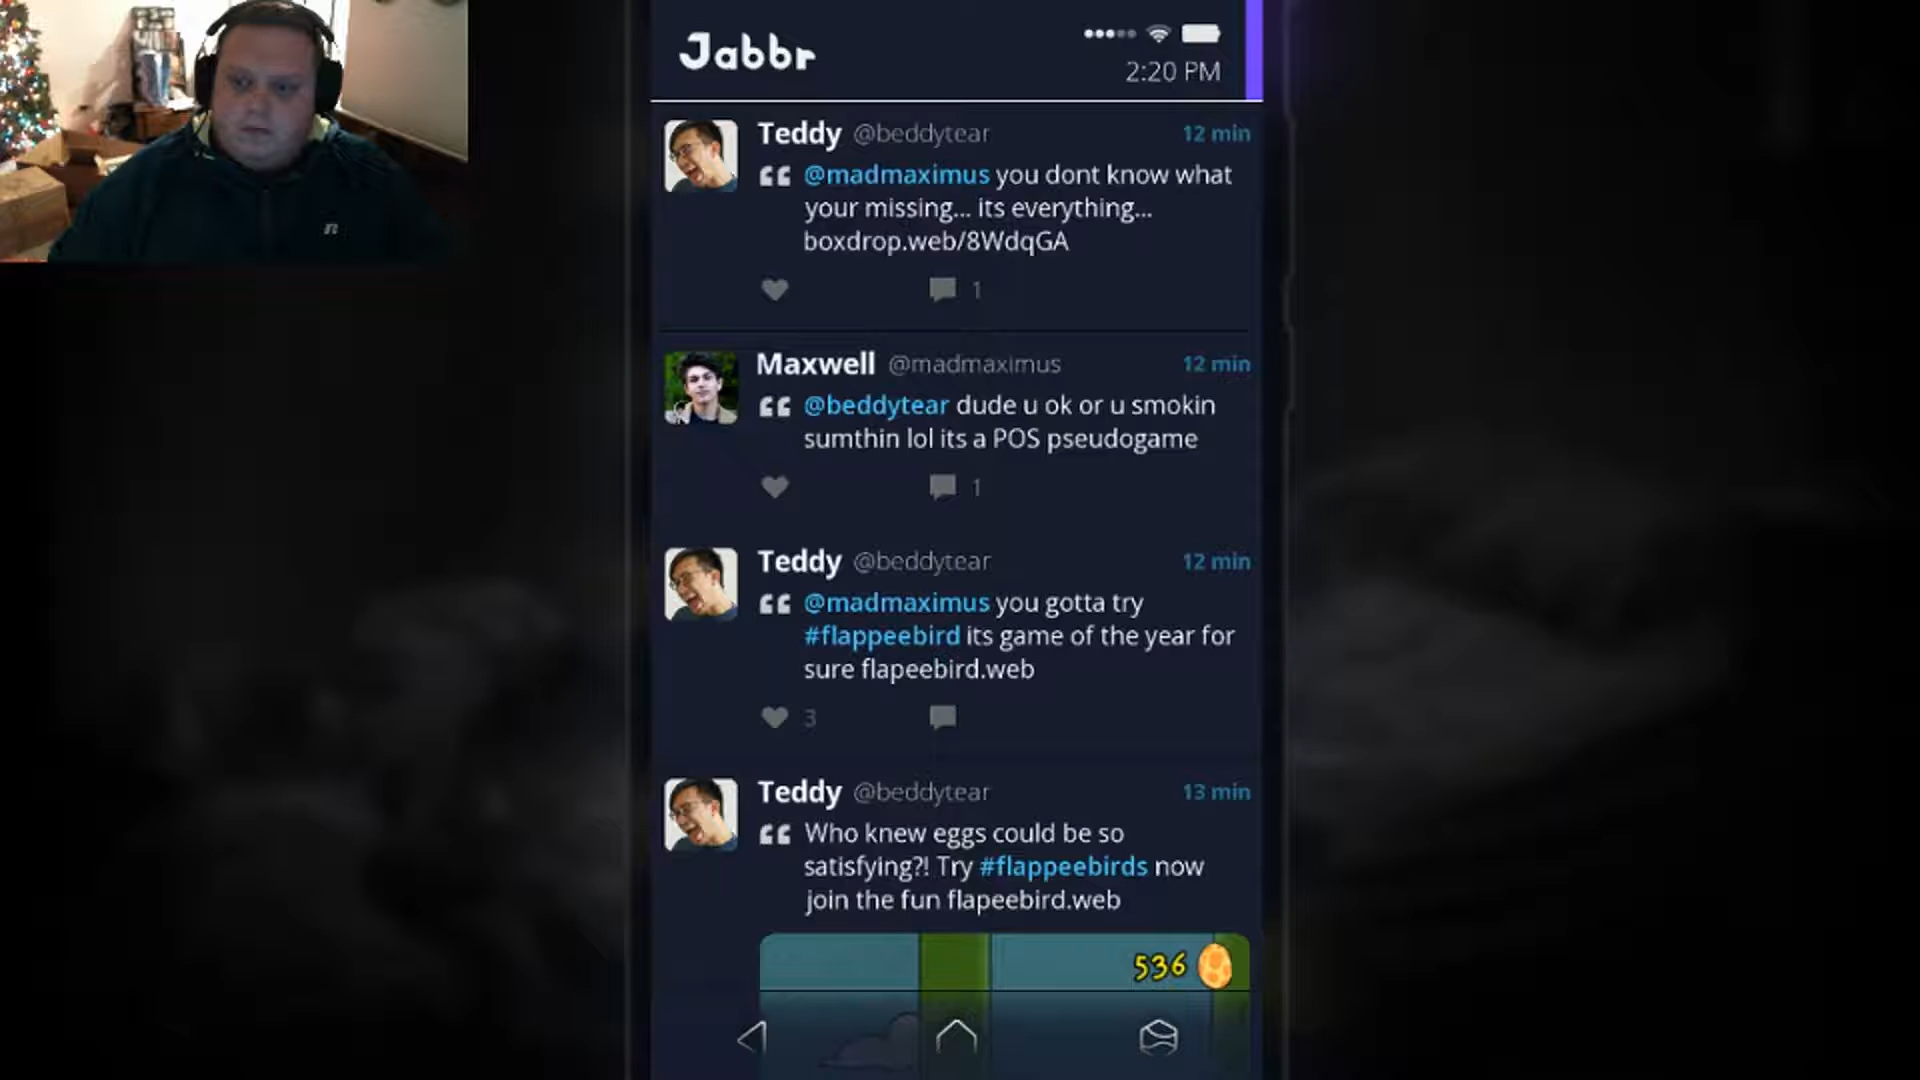 Jabbr
2:20 PM
Teddy @beddytear 12 min
@madmaximus you dont know what
your missing... its everything...
boxdrop.web/8WdqGA
1
Maxwell @madmaximus 12 min
@beddytear dude u ok or u smokin
sumthin lol its a POS pseudogame
1
Teddy @beddytear 12 min
@madmaximus you gotta try
#flappeebird its game of the year for
sure flapeebird.web
3
Teddy @beddytear 13 min
Who knew eggs could be so
satisfying?! Try #flappeebirds now
join the fun flapeebird.web
536